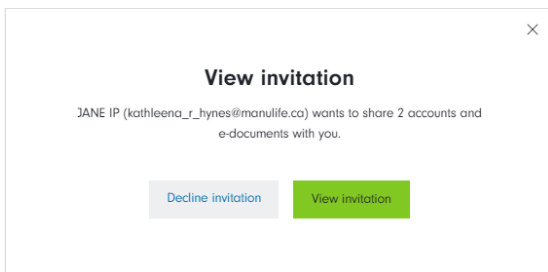 View invitation
JANE IP (kathleena_r_hynes@manulife.ca) wants to share 2 accounts and
e-documents with you.
Decline invitation
View invitation